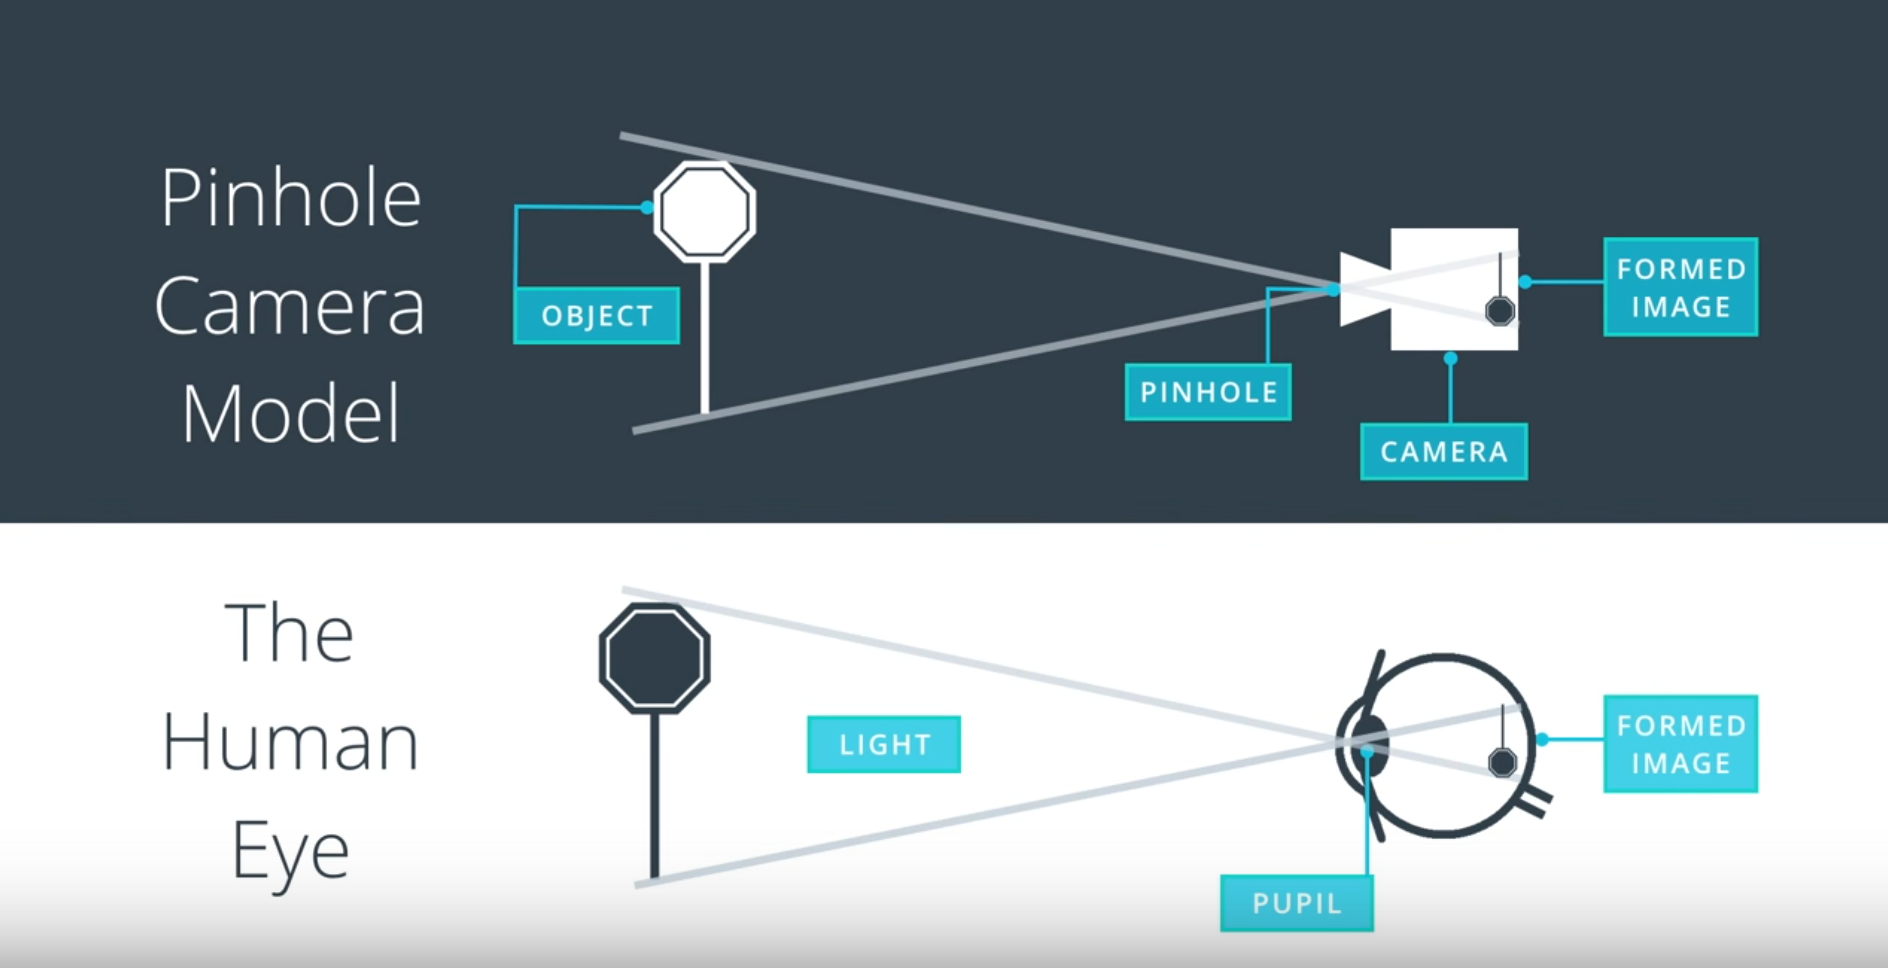 Pinhole
Camera
Model
OBJECT
PINHOLE
CAMERA
FORMED
IMAGE
The
Human
Eye
LIGHT
PUPIL
FORMED
IMAGE